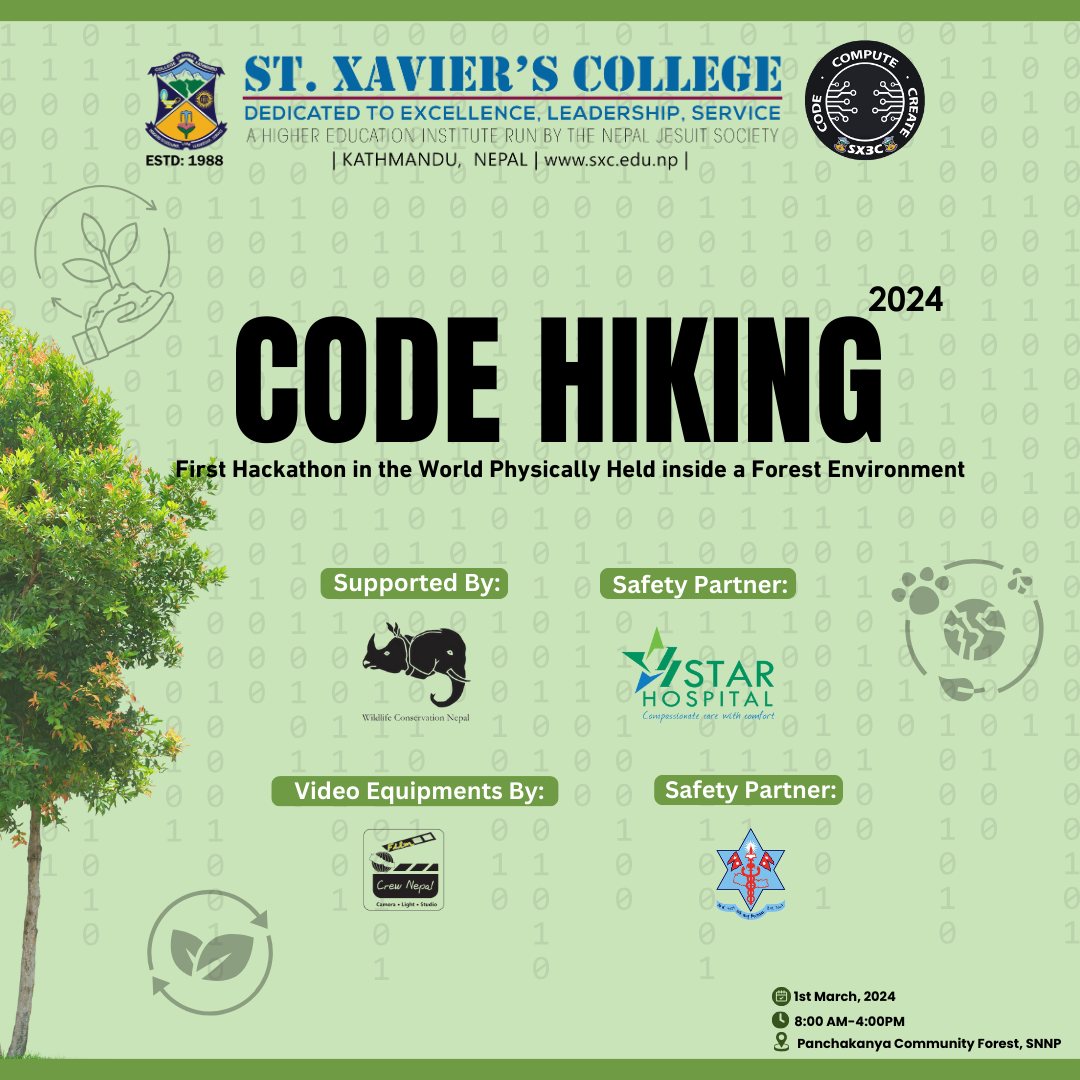 ST. XAVIER'S COLLEGE
DEDICATED TO EXCELLENCE, LEADERSHIP, SERVICE
A HIGHER EDUCATION INSTITUTE RUN BY THE NEPAL JESUIT SOCIETY
ESTD: 1988
| KATHMANDU, NEPAL | www.sxc.edu.np |
CODE · COMPUTE · CREATE
SX3C
2024
CODE HIKING
First Hackathon in the World Physically Held inside a Forest Environment
Supported By:
Safety Partner:
Wildlife Conservation Nepal
STAR
HOSPITAL
Compassionate care with comfort
Video Equipments By:
Safety Partner:
Film
Crew Nepal
Camera • Light • Studio
1st March, 2024
8:00 AM-4:00PM
Panchakanya Community Forest, SNNP